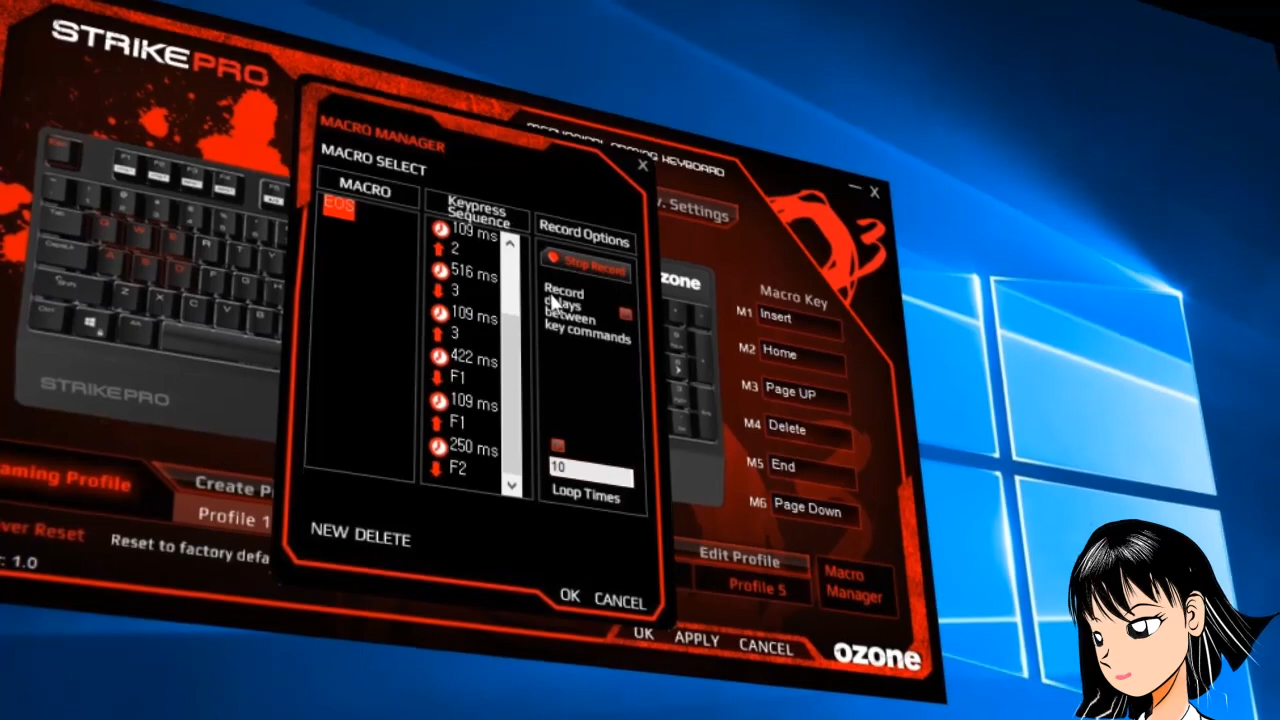 STRIKEPRO
MECHANICAL GAMING KEYBOARD
MACRO MANAGER
MACRO SELECT
MACRO
Keypress
Sequence
Record Options
EOS
109 ms
2
516 ms
3
109 ms
3
422 ms
F1
109 ms
F1
250 ms
F2
Stop Record
Record
delays
between
key commands
10
Loop Times
NEW DELETE
OK CANCEL
v. Settings
ozone
Macro Key
M1 Insert
M2 Home
M3 Page UP
M4 Delete
M5 End
M6 Page Down
STRIKEPRO
aming Profile
Create P
Profile 1
ver Reset
Reset to factory defa
: 1.0
Edit Profile
Profile 5
Macro
Manager
OK APPLY CANCEL
ozone